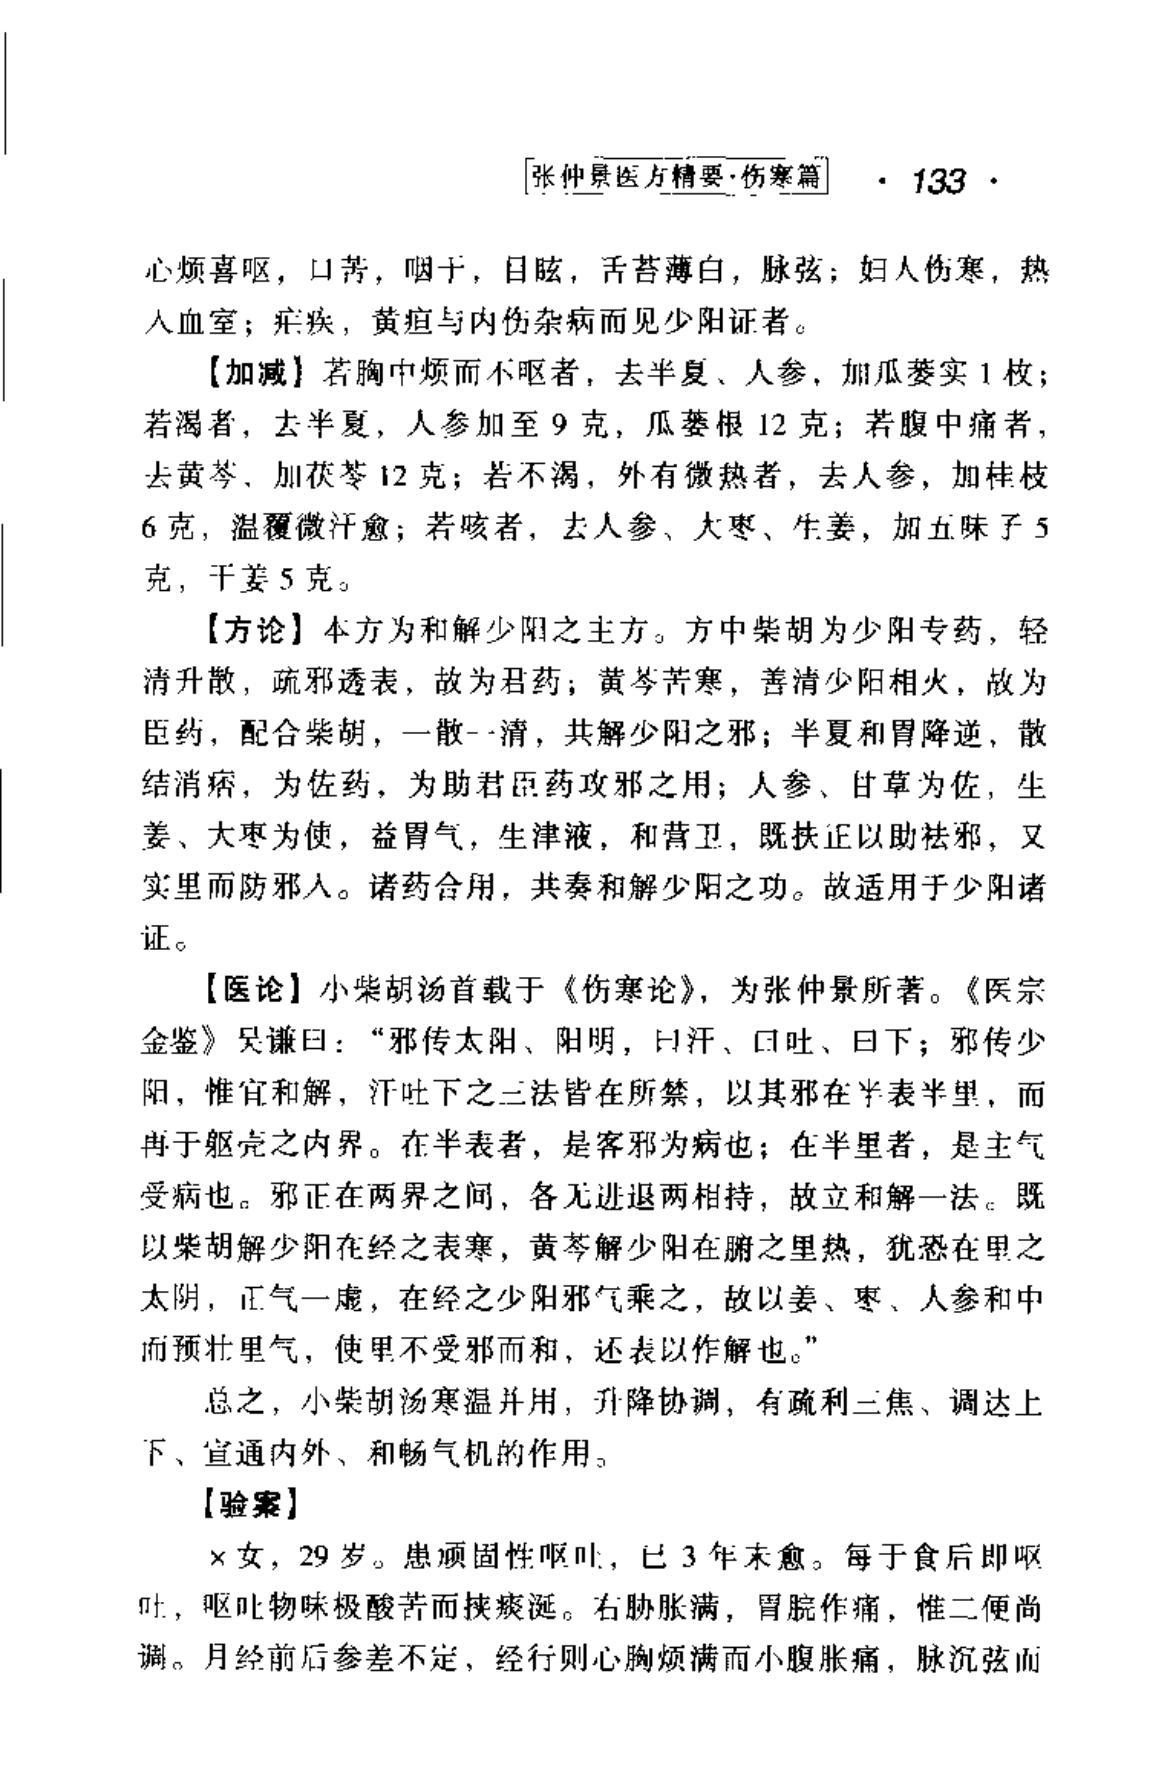 张仲景医方精要·伤寒篇 · 133 ·
心烦喜呕，口苦，咽干，目眩，舌苔薄白，脉弦；妇人伤寒，热
入血室；疟疾，黄疸与内伤杂病而见少阳证者。
【加减】若胸中烦而不呕者，去半夏、人参，加瓜蒌实 1 枚；
若渴者，去半夏，人参加至 9 克，瓜蒌根 12 克；若腹中痛者，
去黄芩，加茯苓 12 克；若不渴，外有微热者，去人参，加桂枝
6 克，温覆微汗愈；若咳者，去人参、大枣、生姜，加五味子 5
克，干姜 5 克。
【方论】本方为和解少阳之主方。方中柴胡为少阳专药，轻
清升散，疏邪透表，故为君药；黄芩苦寒，善清少阳相火，故为
臣药，配合柴胡，一散一清，共解少阳之邪；半夏和胃降逆，散
结消痞，为佐药，为助君臣药攻邪之用；人参、甘草为佐，生
姜、大枣为使，益胃气，生津液，和营卫，既扶正以助祛邪，又
实里而防邪入。诸药合用，共奏和解少阳之功。故适用于少阳诸
证。
【医论】小柴胡汤首载于《伤寒论》，为张仲景所著。《医宗
金鉴》吴谦曰：“邪传太阳、阳明，曰汗、曰吐、曰下；邪传少
阳，惟宜和解，汗吐下之三法皆在所禁，以其邪在半表半里，而
再于躯壳之内界。在半表者，是客邪为病也；在半里者，是主气
受病也。邪正在两界之间，各无进退两相持，故立和解一法。既
以柴胡解少阳在经之表寒，黄芩解少阳在腑之里热，犹恐在里之
太阴，正气一虚，在经之少阳邪气乘之，故以姜、枣、人参和中
而预壮里气，使里不受邪而和，还表以作解也。”
总之，小柴胡汤寒温并用，升降协调，有疏利三焦、调达上
下、宣通内外、和畅气机的作用。
【验案】
×女，29 岁。患顽固性呕吐，已 3 年未愈。每于食后即呕
吐，呕吐物味极酸苦而挟痰涎。右胁胀满，胃脘作痛，惟二便尚
调。月经前后参差不定，经行则心胸烦满而小腹胀痛，脉沉弦而